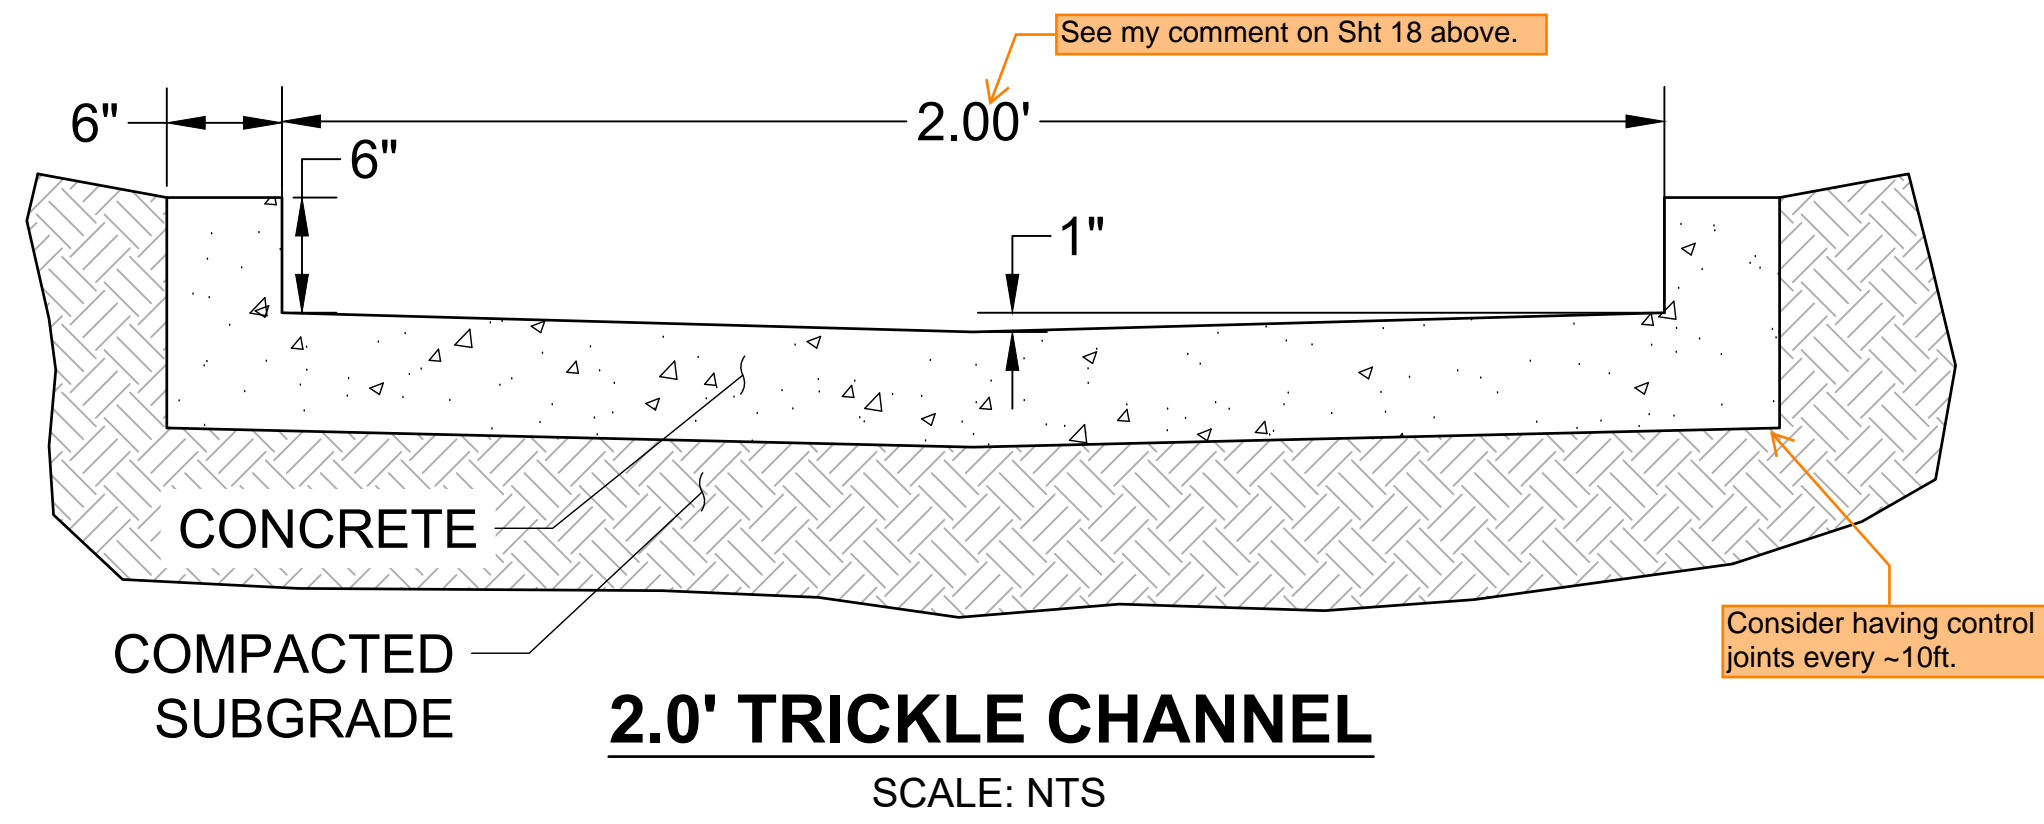 See my comment on Sht 18 above.
6"
2.00'
6"
1"
CONCRETE
COMPACTED
SUBGRADE
Consider having control
joints every ~10ft.
2.0' TRICKLE CHANNEL
SCALE: NTS